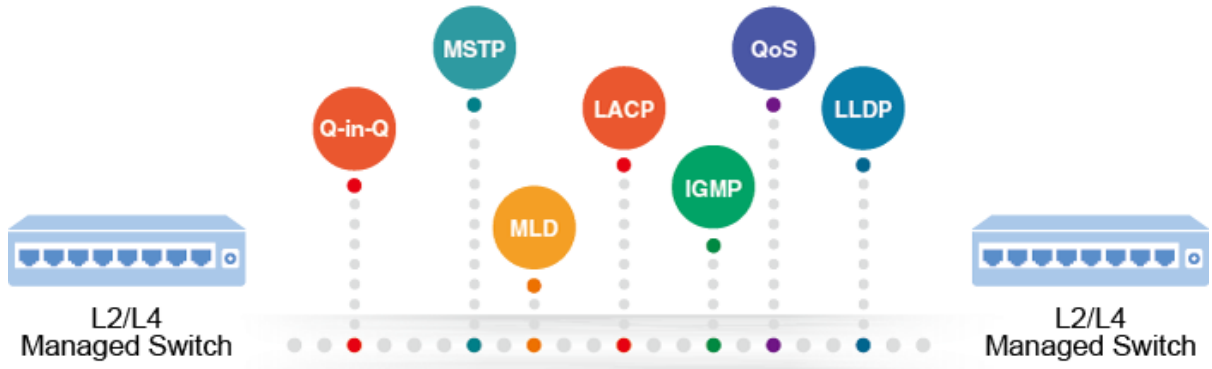 MSTP
QoS
Q-in-Q
LACP
LLDP
MLD
IGMP
L2/L4
Managed Switch
L2/L4
Managed Switch